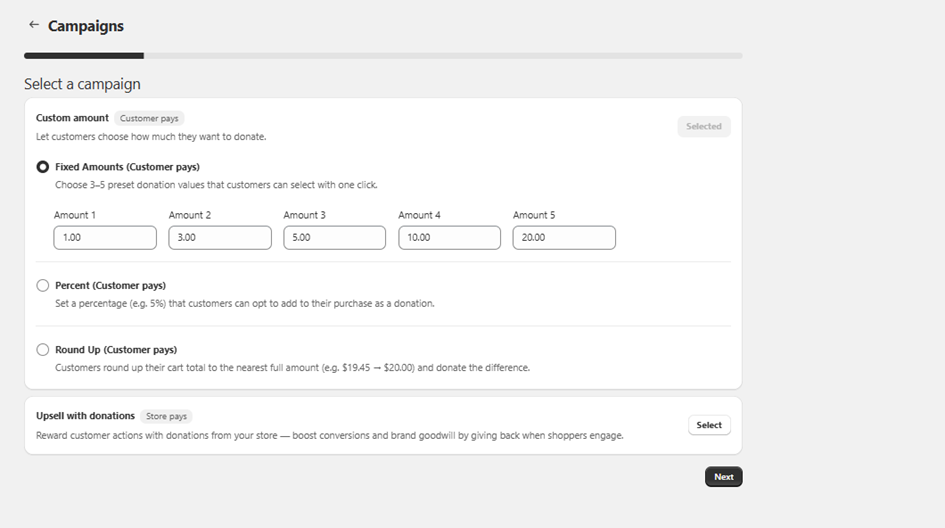 Campaigns
Select a campaign
Custom amount Customer pays
Let customers choose how much they want to donate.
Selected
Fixed Amounts (Customer pays)
Choose 3–5 preset donation values that customers can select with one click.
Amount 1 Amount 2 Amount 3 Amount 4 Amount 5
1.00 3.00 5.00 10.00 20.00
Percent (Customer pays)
Set a percentage (e.g. 5%) that customers can opt to add to their purchase as a donation.
Round Up (Customer pays)
Customers round up their cart total to the nearest full amount (e.g. $19.45 → $20.00) and donate the difference.
Upsell with donations Store pays
Reward customer actions with donations from your store — boost conversions and brand goodwill by giving back when shoppers engage.
Select
Next